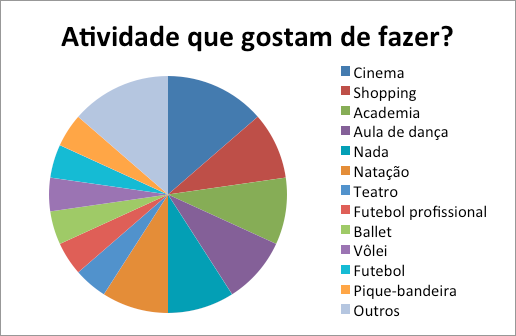 Atividade que gostam de fazer?
Cinema
Shopping
Academia
Aula de dança
Nada
Natação
Teatro
Futebol profissional
Ballet
Vôlei
Futebol
Pique-bandeira
Outros